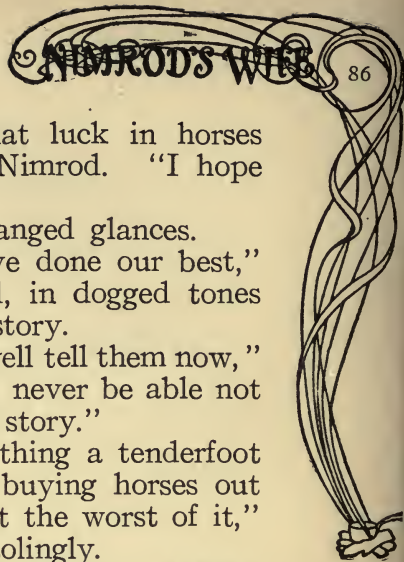 NIMROD'S WIFE 86
at luck in horses
Nimrod. "I hope
anged glances.
ve done our best,"
, in dogged tones
story.
vell tell them now,"
never be able not
story."
thing a tenderfoot
buying horses out
t the worst of it,"
olingly.